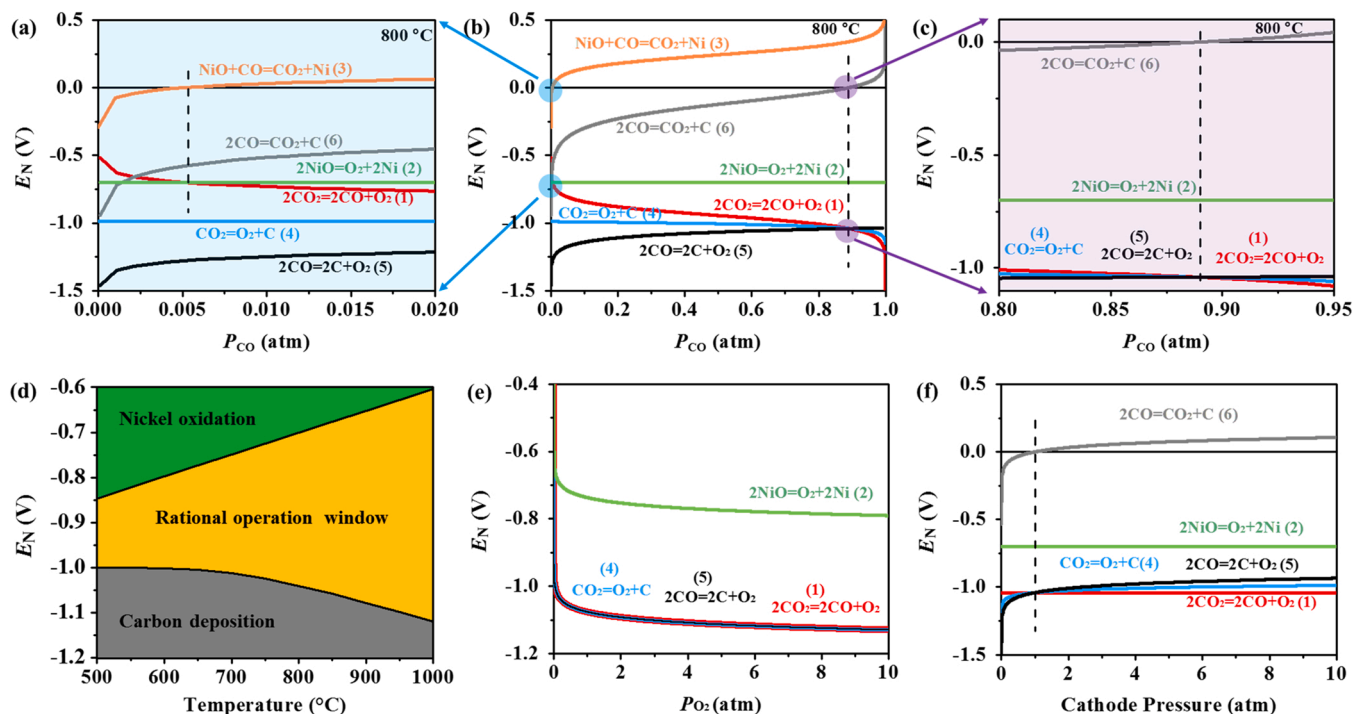 (a)
0.5
0.0
-0.5
-1.0
-1.5
E_N (V)
800 °C
NiO+CO=CO₂+Ni (3)
2CO=CO₂+C (6)
2NiO=O₂+2Ni (2)
2CO₂=2CO+O₂ (1)
CO₂=O₂+C (4)
2CO=2C+O₂ (5)
0.000 0.005 0.010 0.015 0.020
P_CO (atm)
(b)
0.5
0.0
-0.5
-1.0
-1.5
E_N (V)
800 °C
NiO+CO=CO₂+Ni (3)
2CO=CO₂+C (6)
2NiO=O₂+2Ni (2)
2CO₂=2CO+O₂ (1)
CO₂=O₂+C (4)
2CO=2C+O₂ (5)
0.0 0.2 0.4 0.6 0.8 1.0
P_CO (atm)
(c)
0.0
-0.5
-1.0
E_N (V)
800 °C
2CO=CO₂+C (6)
2NiO=O₂+2Ni (2)
(4) (5) (1)
CO₂=O₂+C 2CO=2C+O₂ 2CO₂=2CO+O₂
0.80 0.85 0.90 0.95
P_CO (atm)
(d)
-0.6
-0.7
-0.8
-0.9
-1.0
-1.1
-1.2
E_N (V)
Nickel oxidation
Rational operation window
Carbon deposition
500 600 700 800 900 1000
Temperature (°C)
(e)
-0.4
-0.6
-0.8
-1.0
-1.2
E_N (V)
2NiO=O₂+2Ni (2)
(4) (5) (1)
CO₂=O₂+C 2CO=2C+O₂ 2CO₂=2CO+O₂
0 2 4 6 8 10
P_O₂ (atm)
(f)
0.5
0.0
-0.5
-1.0
-1.5
E_N (V)
2CO=CO₂+C (6)
2NiO=O₂+2Ni (2)
CO₂=O₂+C(4) 2CO=2C+O₂ (5)
2CO₂=2CO+O₂ (1)
0 2 4 6 8 10
Cathode Pressure (atm)